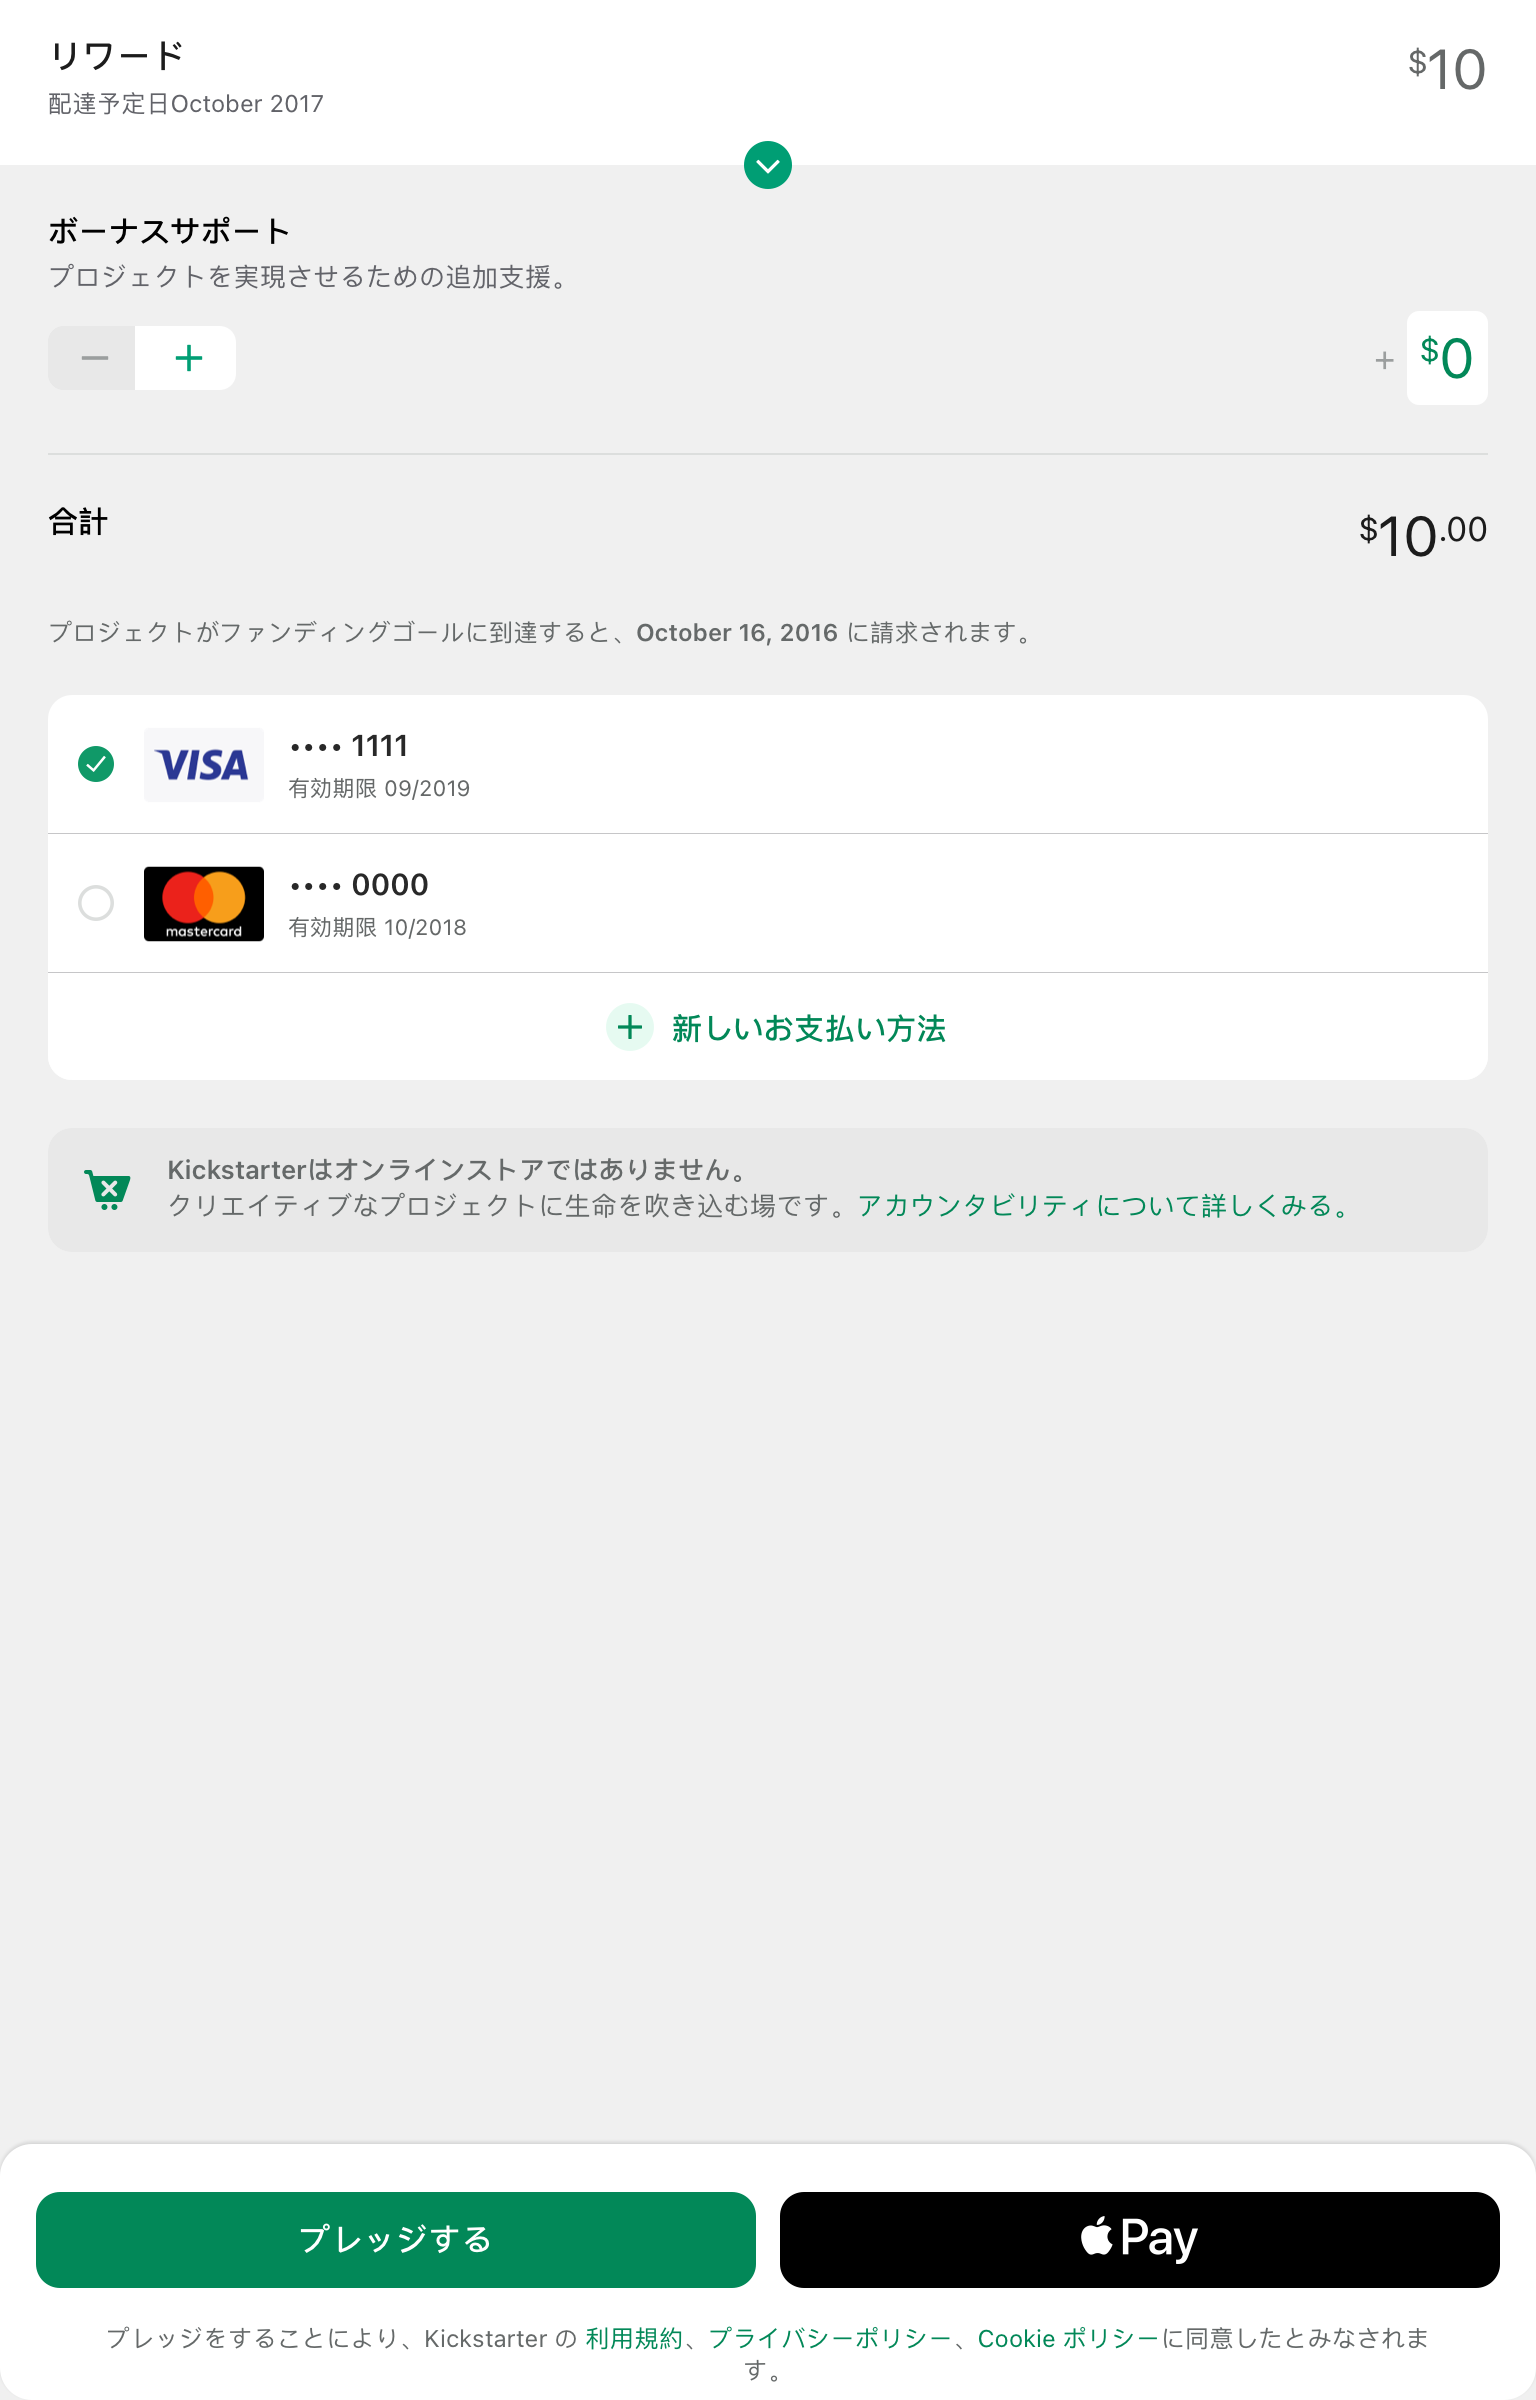 リワード
$10
配達予定日October 2017
ボーナスサポート
プロジェクトを実現させるための追加支援。
+ $0
合計
$10.00
プロジェクトがファンディングゴールに到達すると、October 16, 2016 に請求されます。
VISA
•••• 1111
有効期限 09/2019
mastercard
•••• 0000
有効期限 10/2018
新しいお支払い方法
Kickstarterはオンラインストアではありません。
クリエイティブなプロジェクトに生命を吹き込む場です。アカウンタビリティについて詳しくみる。
プレッジする
Pay
プレッジをすることにより、Kickstarter の 利用規約、プライバシーポリシー、Cookie ポリシーに同意したとみなされま
す。